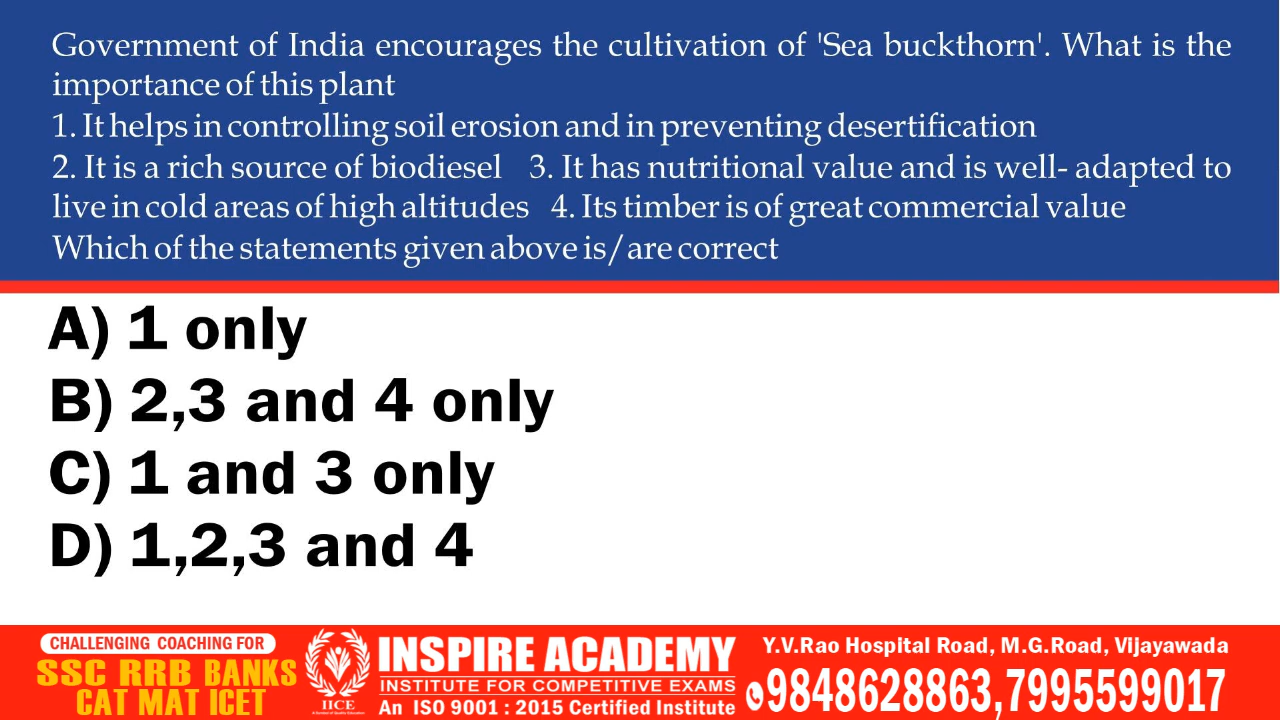 Government of India encourages the cultivation of 'Sea buckthorn'. What is the
importance of this plant
1. It helps in controlling soil erosion and in preventing desertification
2. It is a rich source of biodiesel 3. It has nutritional value and is well- adapted to
live in cold areas of high altitudes 4. Its timber is of great commercial value
Which of the statements given above is/are correct
A) 1 only
B) 2,3 and 4 only
C) 1 and 3 only
D) 1,2,3 and 4
CHALLENGING COACHING FOR
SSC RRB BANKS
CAT MAT ICET
IICE
INSPIRE ACADEMY
INSTITUTE FOR COMPETITIVE EXAMS
An ISO 9001 : 2015 Certified Institute
Y.V.Rao Hospital Road, M.G.Road, Vijayawada
9848628863,7995599017